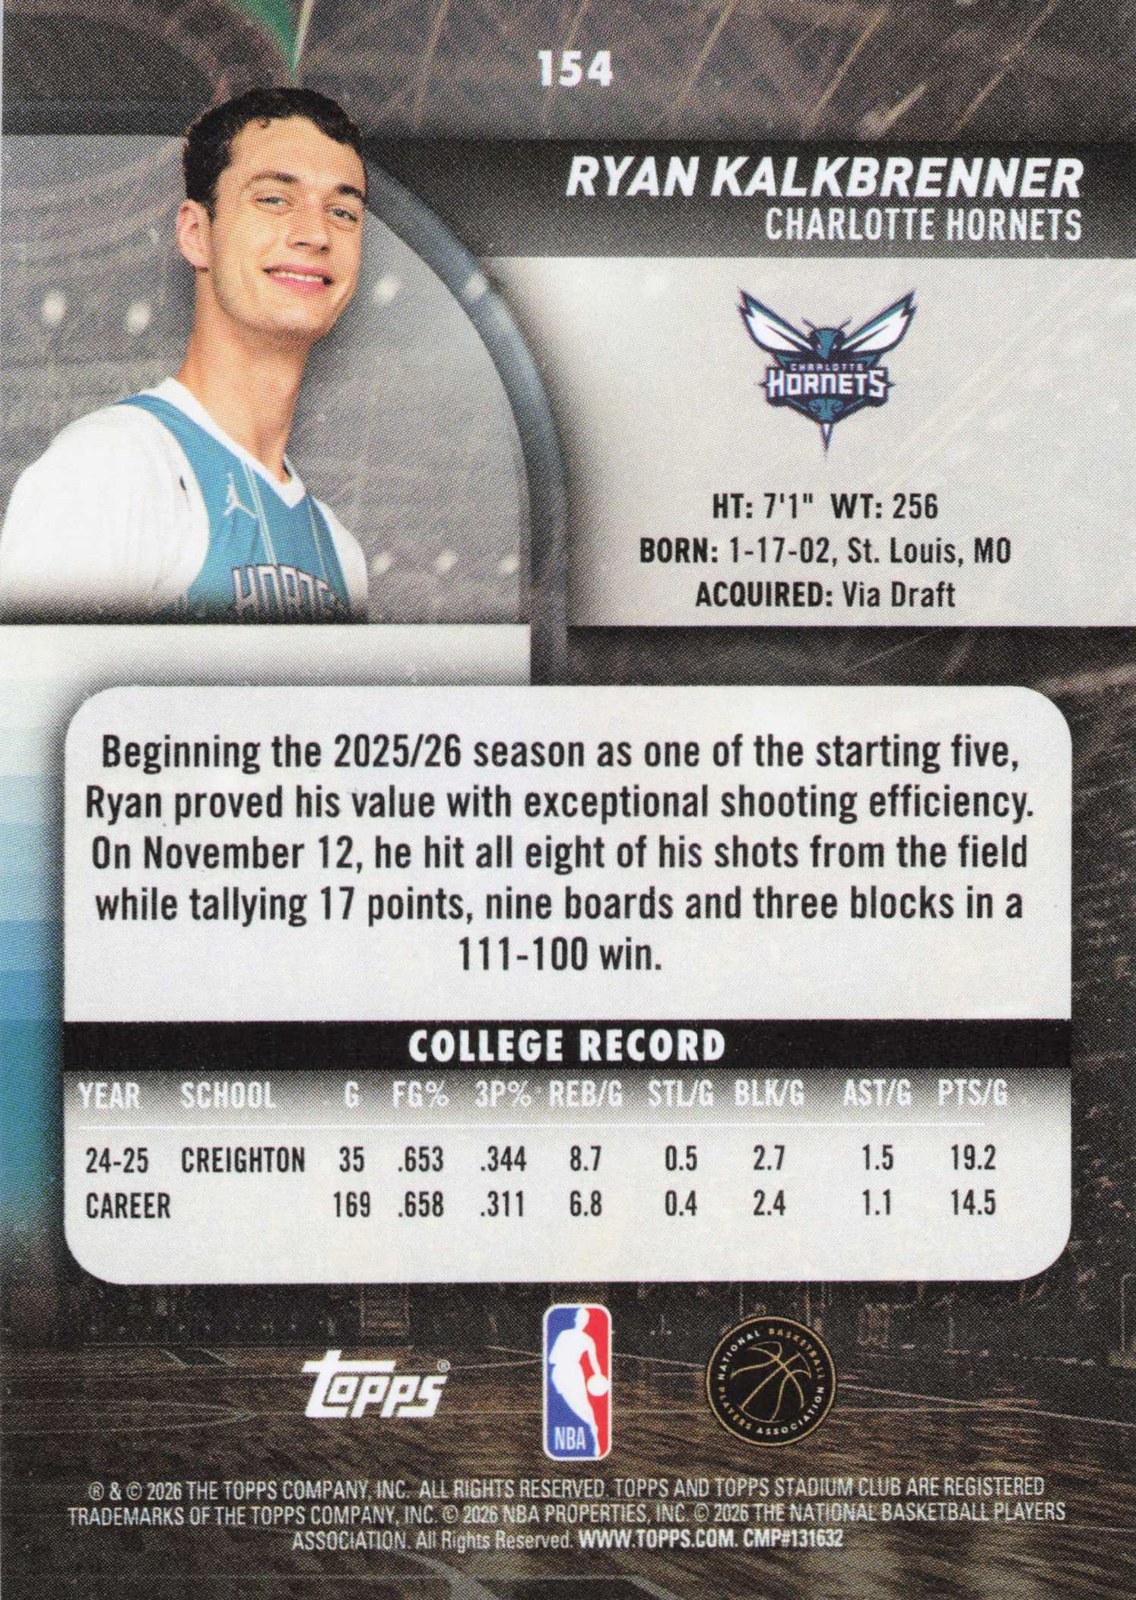 154
RYAN KALKBRENNER
CHARLOTTE HORNETS
CHARLOTTE
HORNETS
HT: 7'1" WT: 256
BORN: 1-17-02, St. Louis, MO
ACQUIRED: Via Draft
HORNETS
Beginning the 2025/26 season as one of the starting five,
Ryan proved his value with exceptional shooting efficiency.
On November 12, he hit all eight of his shots from the field
while tallying 17 points, nine boards and three blocks in a
111-100 win.
COLLEGE RECORD
YEAR SCHOOL G FG% 3P% REB/G STL/G BLK/G AST/G PTS/G
24-25 CREIGHTON 35 .653 .344 8.7 0.5 2.7 1.5 19.2
CAREER 169 .658 .311 6.8 0.4 2.4 1.1 14.5
topps®
NBA
NATIONAL BASKETBALL
PLAYERS ASSOCIATION
® & © 2026 THE TOPPS COMPANY, INC. ALL RIGHTS RESERVED. TOPPS AND TOPPS STADIUM CLUB ARE REGISTERED
TRADEMARKS OF THE TOPPS COMPANY, INC. © 2026 NBA PROPERTIES, INC. © 2026 THE NATIONAL BASKETBALL PLAYERS
ASSOCIATION. All Rights Reserved. WWW.TOPPS.COM. CMP#131632